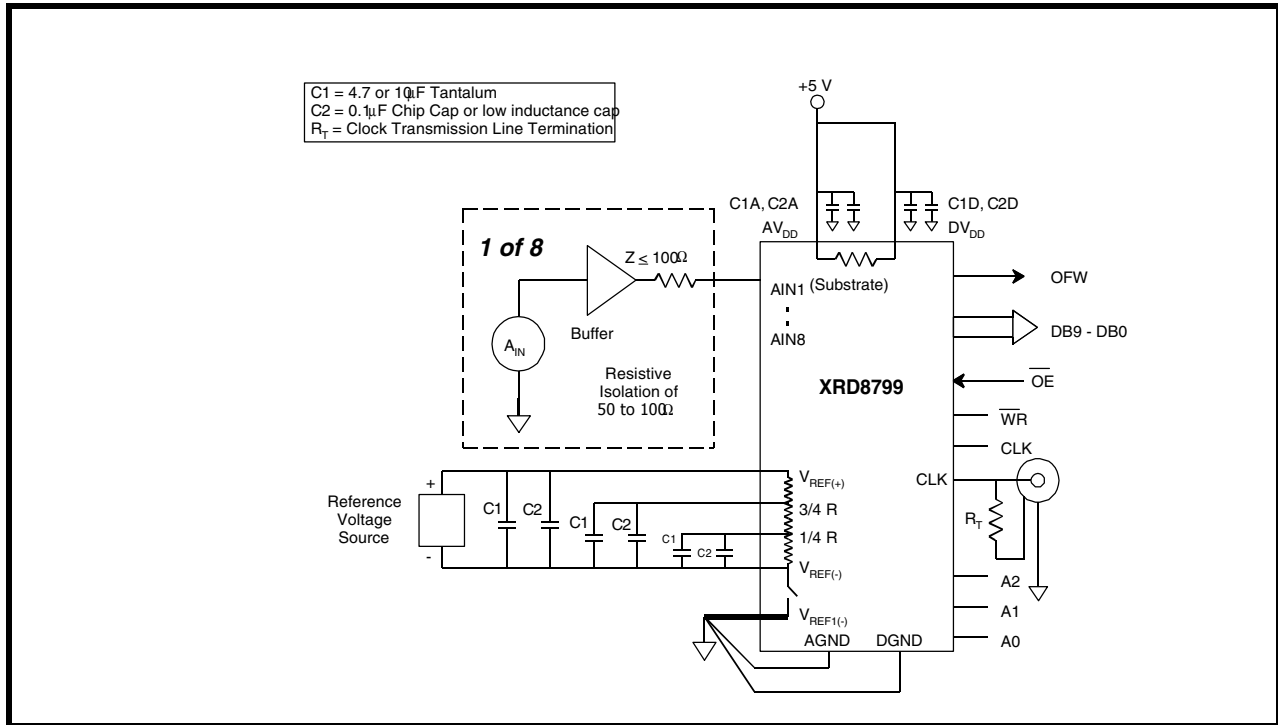 C1 = 4.7 or 10μF Tantalum
C2 = 0.1μF Chip Cap or low inductance cap
RT = Clock Transmission Line Termination
+5 V
C1A, C2A
C1D, C2D
AVDD
DVDD
1 of 8
Z ≤ 100Ω
Buffer
AIN
Resistive
Isolation of
50 to 100Ω
AIN1
(Substrate)
AIN8
XRD8799
OFW
DB9 - DB0
OE
WR
CLK
CLK
RT
A2
A1
A0
Reference
Voltage
Source
+
-
C1
C2
C1
C2
C1
C2
VREF(+)
3/4 R
1/4 R
VREF(-)
VREF1(-)
AGND
DGND